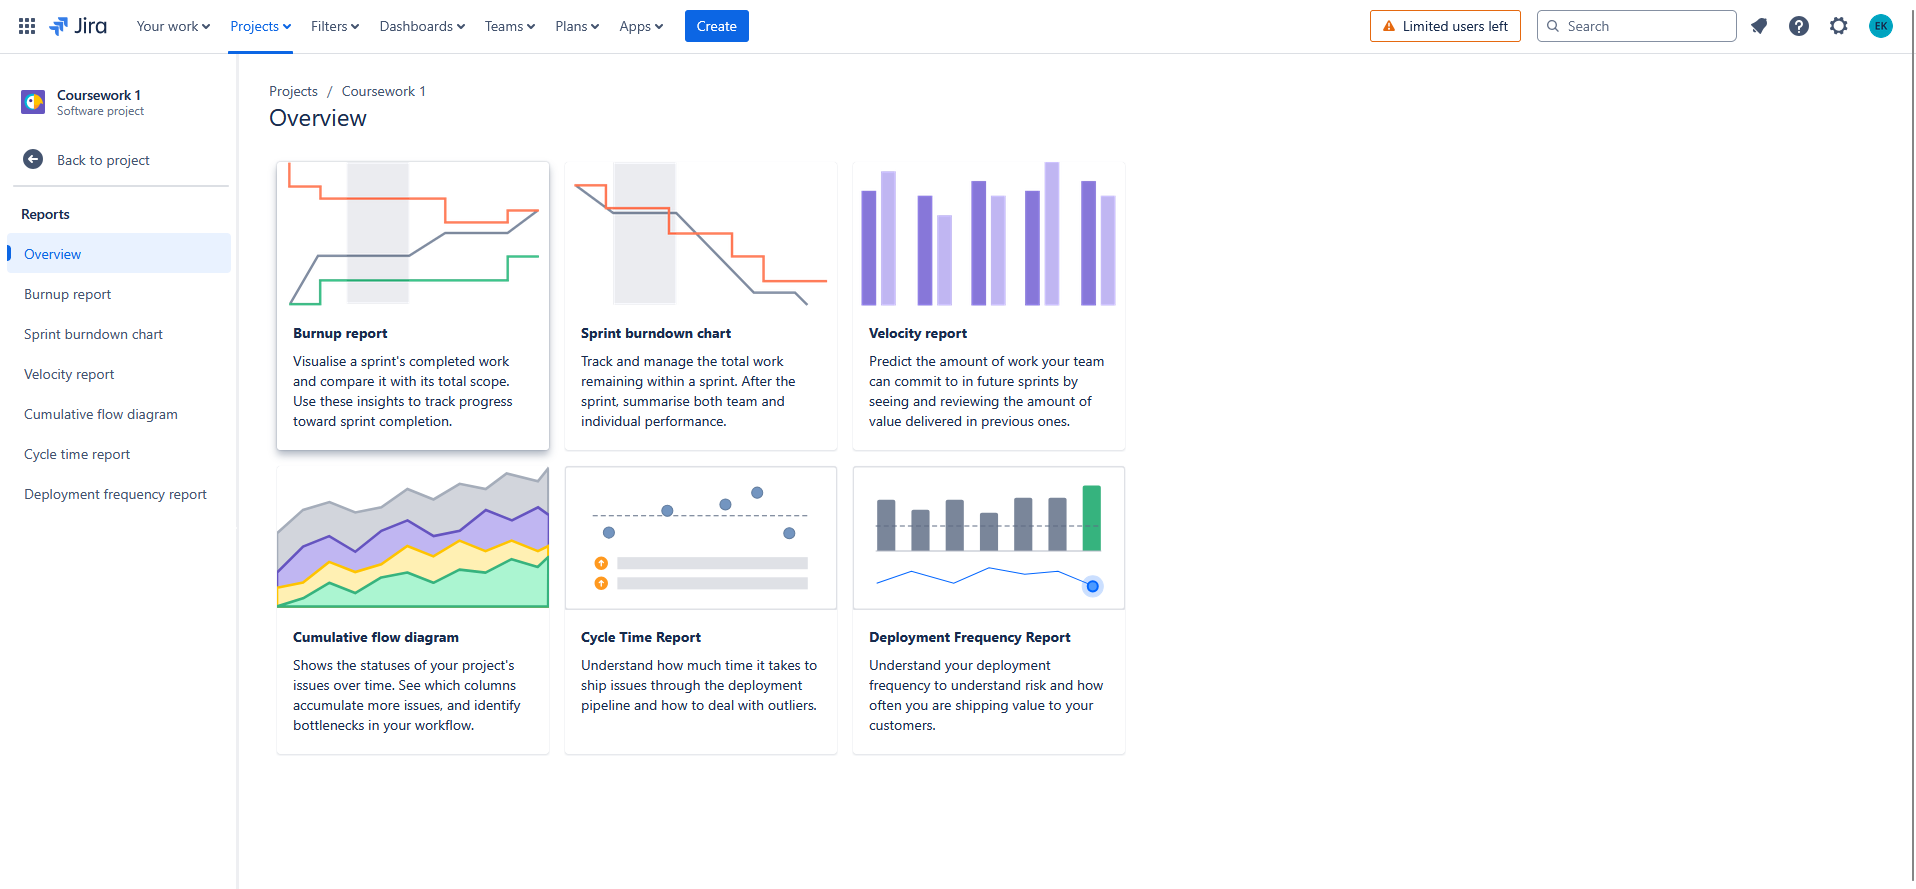 Jira
Your work
Projects
Filters
Dashboards
Teams
Plans
Apps
Create
Limited users left
Search
EK
Coursework 1
Software project
Back to project
Reports
Overview
Burnup report
Sprint burndown chart
Velocity report
Cumulative flow diagram
Cycle time report
Deployment frequency report
Projects / Coursework 1
Overview
Burnup report
Visualise a sprint's completed work
and compare it with its total scope.
Use these insights to track progress
toward sprint completion.
Sprint burndown chart
Track and manage the total work
remaining within a sprint. After the
sprint, summarise both team and
individual performance.
Velocity report
Predict the amount of work your team
can commit to in future sprints by
seeing and reviewing the amount of
value delivered in previous ones.
Cumulative flow diagram
Shows the statuses of your project's
issues over time. See which columns
accumulate more issues, and identify
bottlenecks in your workflow.
Cycle Time Report
Understand how much time it takes to
ship issues through the deployment
pipeline and how to deal with outliers.
Deployment Frequency Report
Understand your deployment
frequency to understand risk and how
often you are shipping value to your
customers.